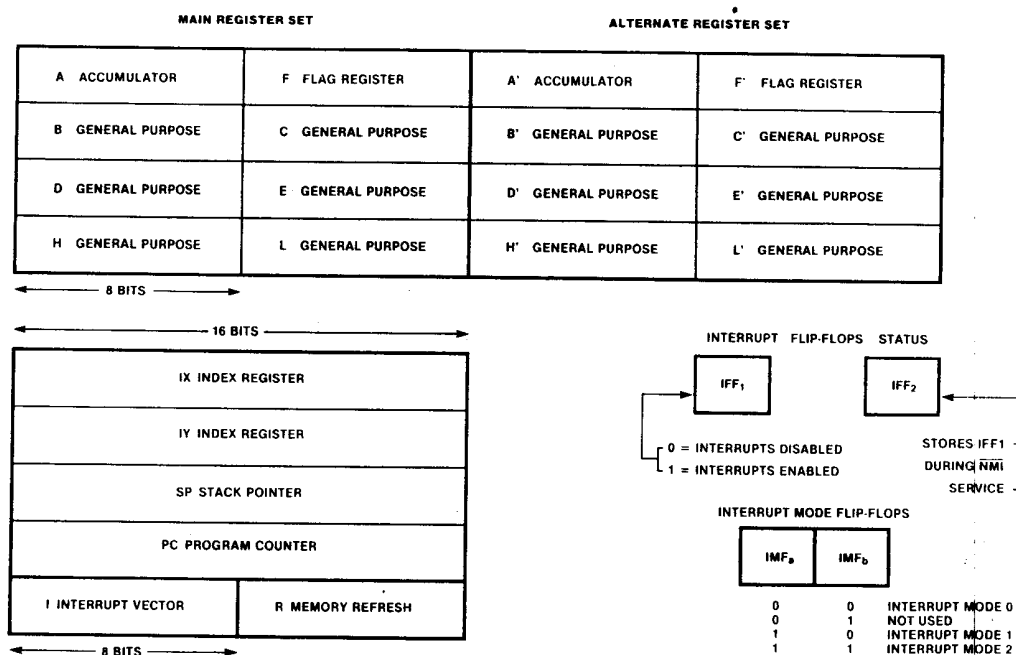 MAIN REGISTER SET
ALTERNATE REGISTER SET
A ACCUMULATOR
F FLAG REGISTER
A' ACCUMULATOR
F' FLAG REGISTER
B GENERAL PURPOSE
C GENERAL PURPOSE
B' GENERAL PURPOSE
C' GENERAL PURPOSE
D GENERAL PURPOSE
E GENERAL PURPOSE
D' GENERAL PURPOSE
E' GENERAL PURPOSE
H GENERAL PURPOSE
L GENERAL PURPOSE
H' GENERAL PURPOSE
L' GENERAL PURPOSE
8 BITS
16 BITS
IX INDEX REGISTER
IY INDEX REGISTER
SP STACK POINTER
PC PROGRAM COUNTER
I INTERRUPT VECTOR
R MEMORY REFRESH
8 BITS
INTERRUPT FLIP-FLOPS STATUS
IFF₁
IFF₂
0 = INTERRUPTS DISABLED
1 = INTERRUPTS ENABLED
STORES IFF1
DURING N̅M̅I̅
SERVICE
INTERRUPT MODE FLIP-FLOPS
IMFₐ
IMFb
0 0 INTERRUPT MODE 0
0 1 NOT USED
1 0 INTERRUPT MODE 1
1 1 INTERRUPT MODE 2